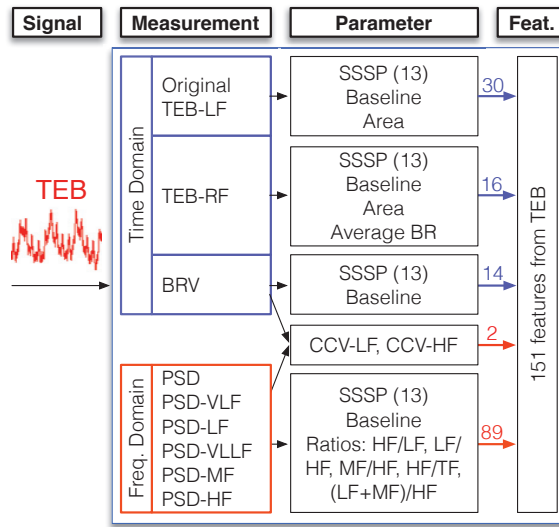 Signal
Measurement
Parameter
Feat.
TEB
Time Domain
Original
TEB-LF
SSSP (13)
Baseline
Area
30
TEB-RF
SSSP (13)
Baseline
Area
Average BR
16
BRV
SSSP (13)
Baseline
14
CCV-LF, CCV-HF
2
Freq. Domain
PSD
PSD-VLF
PSD-LF
PSD-VLLF
PSD-MF
PSD-HF
SSSP (13)
Baseline
Ratios: HF/LF, LF/
HF, MF/HF, HF/TF,
(LF+MF)/HF
89
151 features from TEB